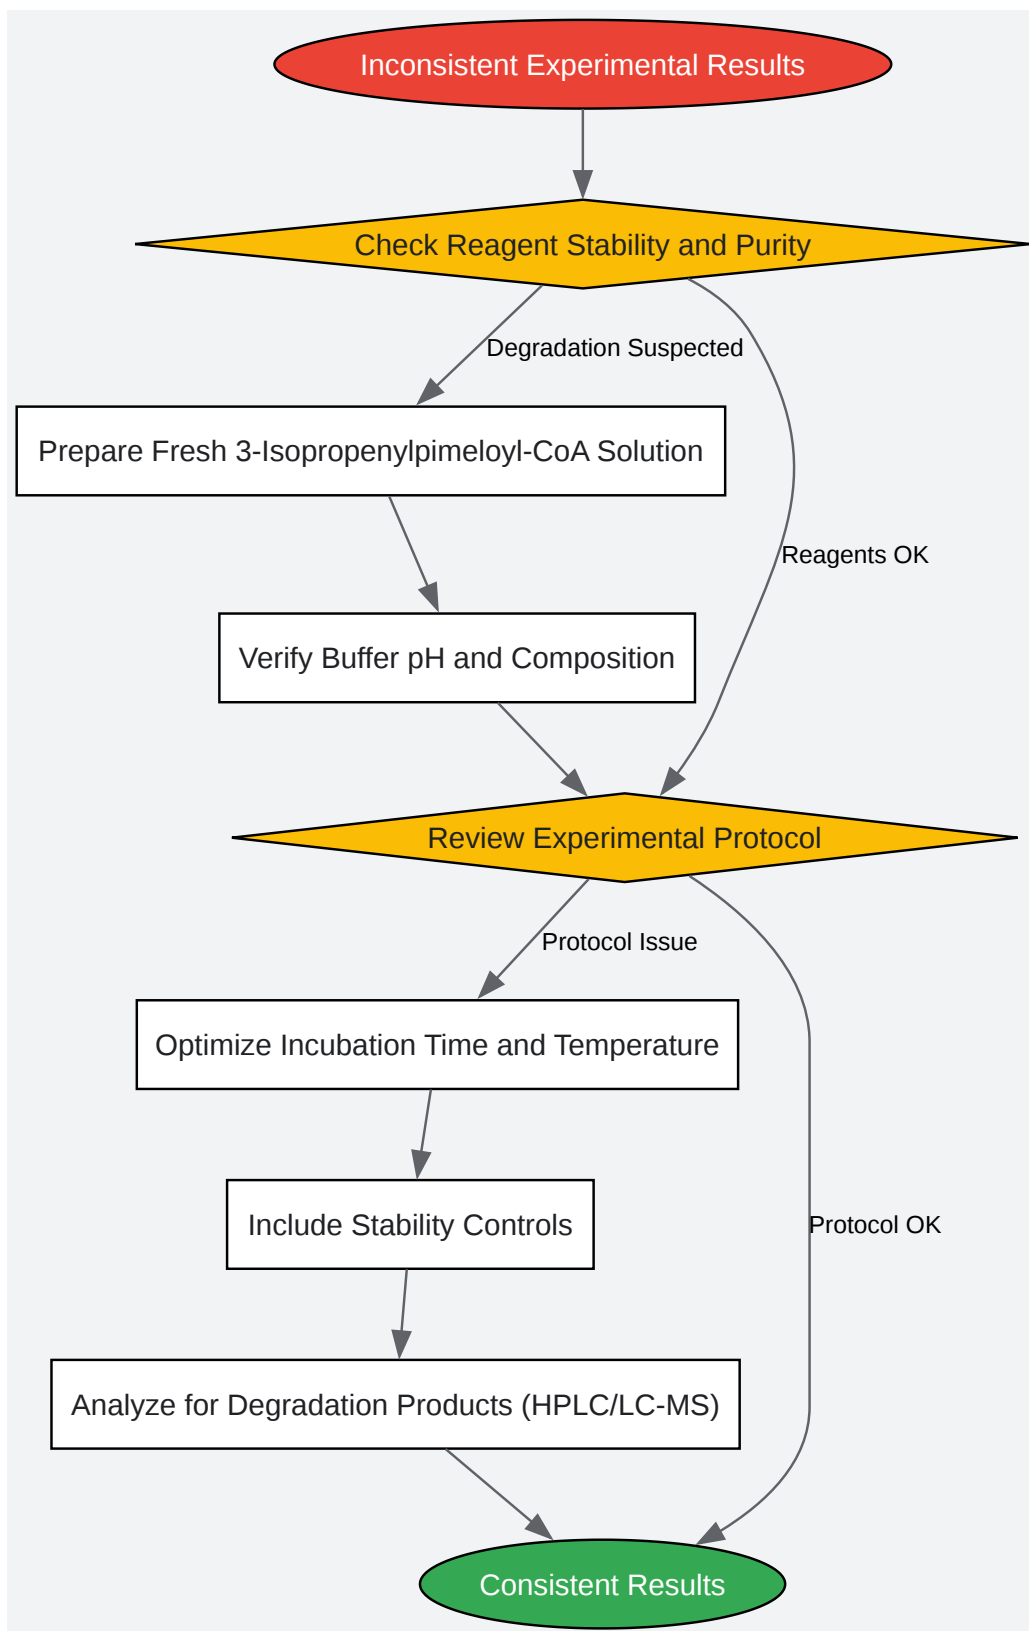 Inconsistent Experimental Results
Check Reagent Stability and Purity
Degradation Suspected
Prepare Fresh 3-Isopropenylpimeloyl-CoA Solution
Reagents OK
Verify Buffer pH and Composition
Review Experimental Protocol
Protocol Issue
Optimize Incubation Time and Temperature
Include Stability Controls
Protocol OK
Analyze for Degradation Products (HPLC/LC-MS)
Consistent Results